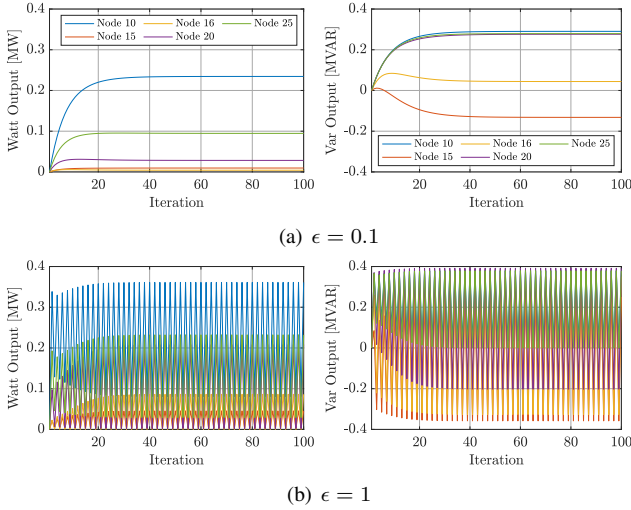 Watt Output [MW]
0.4
0.3
0.2
0.1
0
Node 10 Node 16 Node 25
Node 15 Node 20
20 40 60 80 100
Iteration
Var Output [MVAR]
0.4
0.2
0
-0.2
-0.4
Node 10 Node 16 Node 25
Node 15 Node 20
20 40 60 80 100
Iteration
(a) ϵ = 0.1
Watt Output [MW]
0.4
0.3
0.2
0.1
0
20 40 60 80 100
Iteration
Var Output [MVAR]
0.4
0.2
0
-0.2
-0.4
20 40 60 80 100
Iteration
(b) ϵ = 1